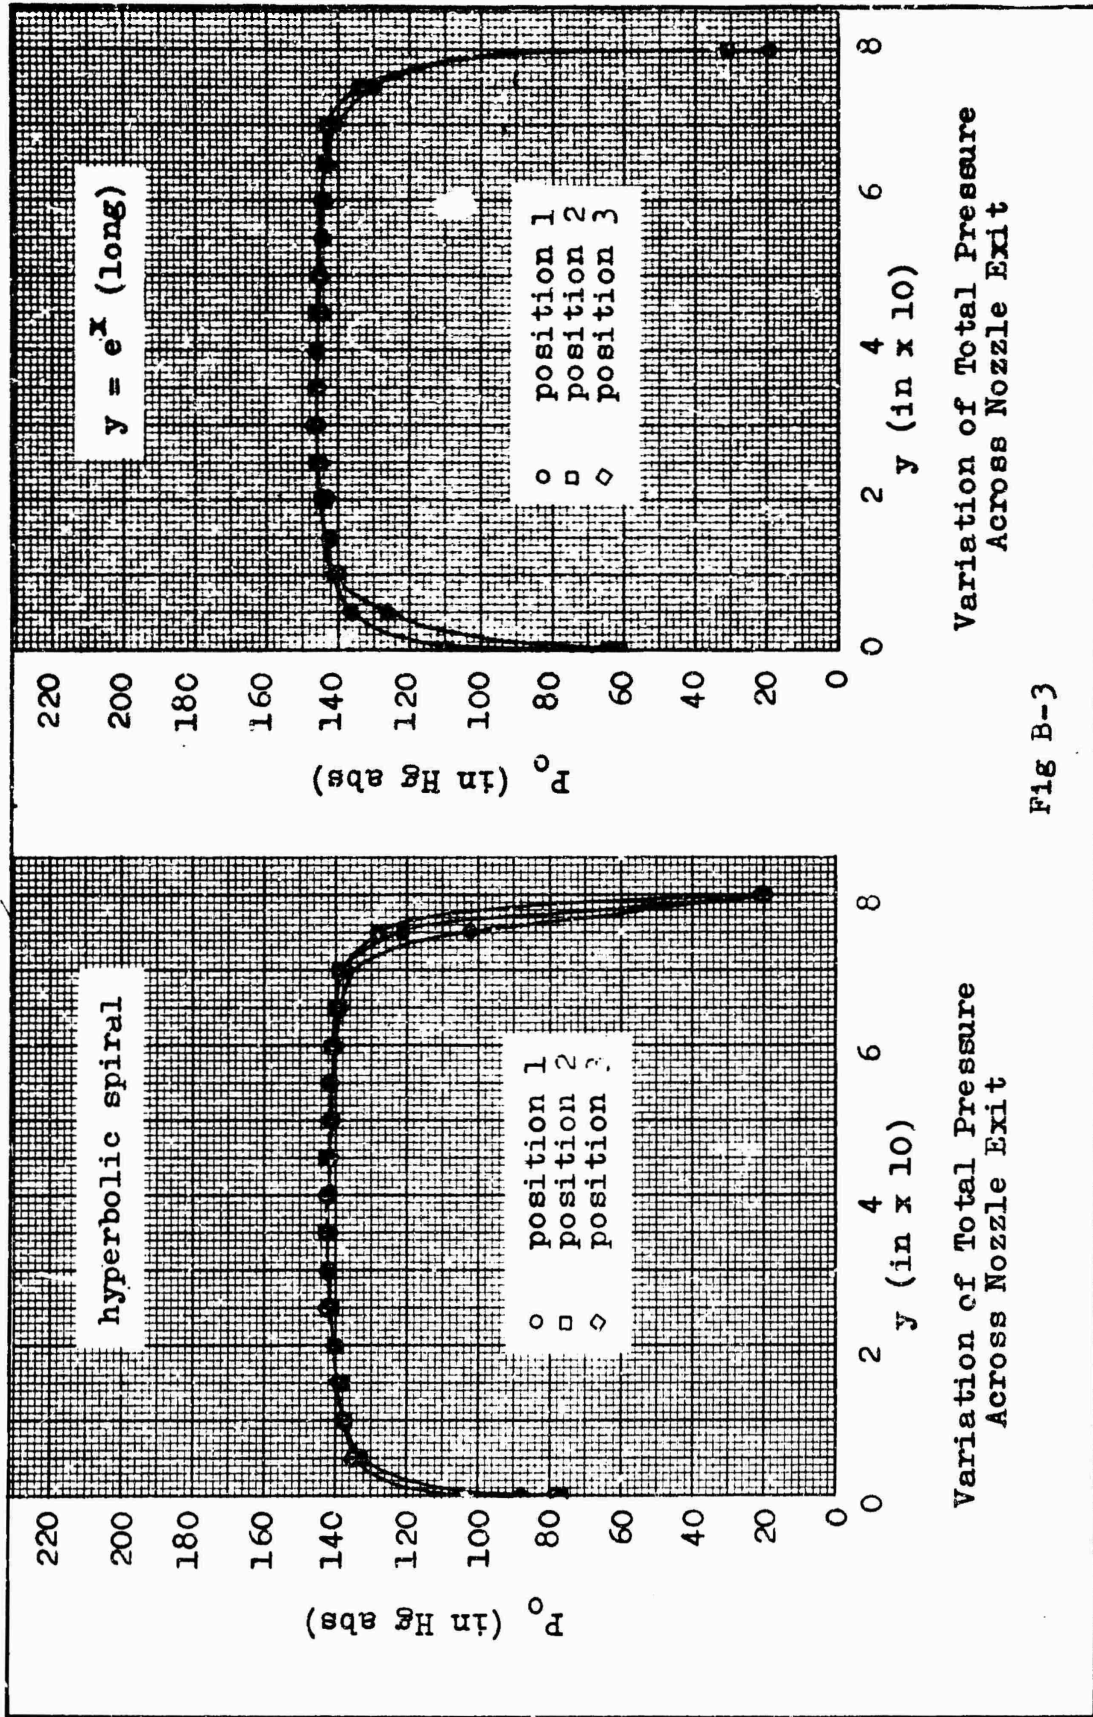 hyperbolic spiral
P_o (in Hg abs)
220
200
180
160
140
120
100
80
60
40
20
0
○ position 1
□ position 2
◇ position
0 2 4 6 8
y (in x 10)
Variation of Total Pressure
Across Nozzle Exit
y = e^x (long)
P_o (in Hg abs)
220
200
180
160
140
120
100
80
60
40
20
0
○ position 1
□ position 2
◇ position 3
0 2 4 6 8
y (in x 10)
Variation of Total Pressure
Across Nozzle Exit
Fig B-3